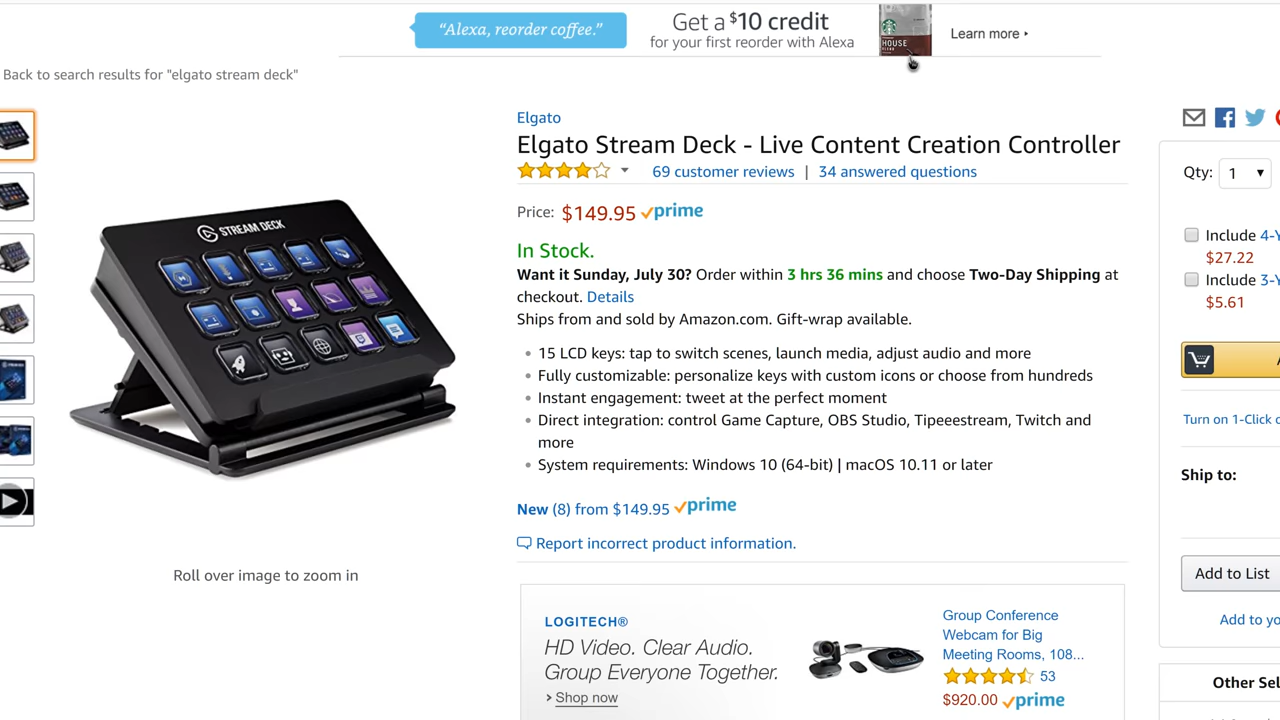 “Alexa, reorder coffee.”
Get a $10 credit
for your first reorder with Alexa
HOUSE
Learn more ▸
Back to search results for "elgato stream deck"
Elgato
Elgato Stream Deck - Live Content Creation Controller
69 customer reviews | 34 answered questions
Price: $149.95 prime
In Stock.
Want it Sunday, July 30? Order within 3 hrs 36 mins and choose Two-Day Shipping at
checkout. Details
Ships from and sold by Amazon.com. Gift-wrap available.
• 15 LCD keys: tap to switch scenes, launch media, adjust audio and more
• Fully customizable: personalize keys with custom icons or choose from hundreds
• Instant engagement: tweet at the perfect moment
• Direct integration: control Game Capture, OBS Studio, Tipeeestream, Twitch and
more
• System requirements: Windows 10 (64-bit) | macOS 10.11 or later
New (8) from $149.95 prime
Report incorrect product information.
STREAM DECK
Roll over image to zoom in
LOGITECH®
HD Video. Clear Audio.
Group Everyone Together.
› Shop now
Group Conference
Webcam for Big
Meeting Rooms, 108...
53
$920.00 prime
Qty: 1
Include 4-Y
$27.22
Include 3-Y
$5.61
Turn on 1-Click o
Ship to:
Add to List
Add to yo
Other Sel